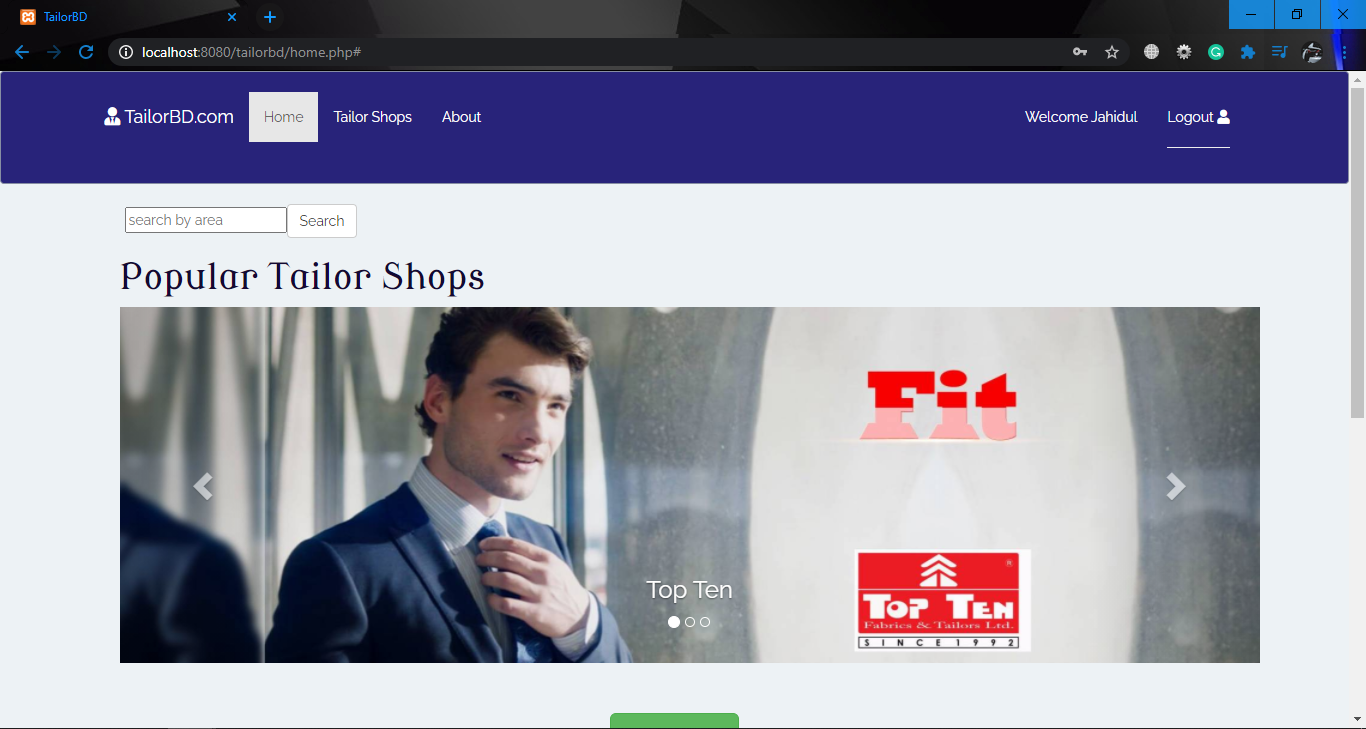 TailorBD
localhost:8080/tailorbd/home.php#
TailorBD.com Home Tailor Shops About Welcome Jahidul Logout
search by area Search
Popular Tailor Shops
Fit
Top Ten
TOP TEN
Fabrics & Tailors Ltd.
SINCE 1992